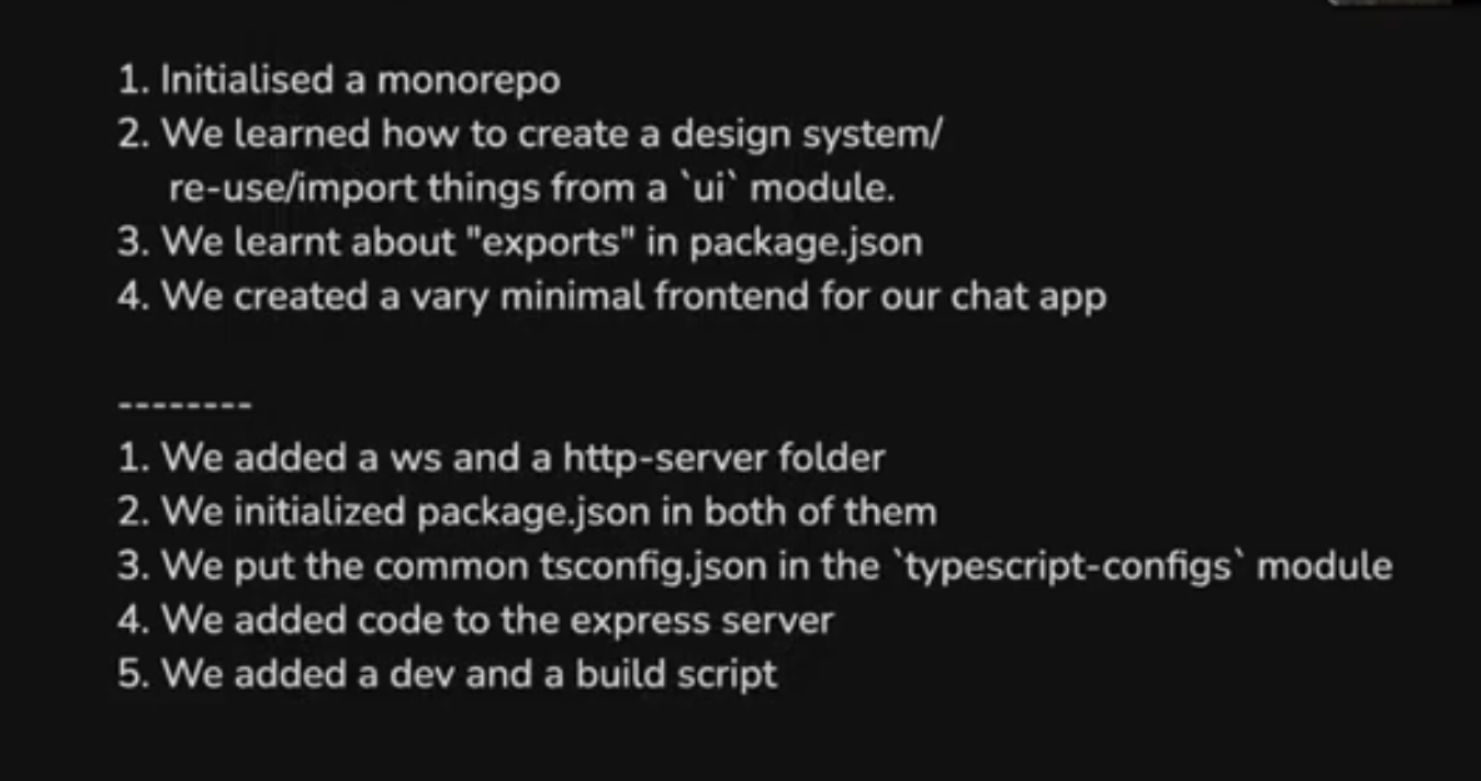 1. Initialised a monorepo
2. We learned how to create a design system/
re-use/import things from a `ui` module.
3. We learnt about "exports" in package.json
4. We created a vary minimal frontend for our chat app
--------
1. We added a ws and a http-server folder
2. We initialized package.json in both of them
3. We put the common tsconfig.json in the `typescript-configs` module
4. We added code to the express server
5. We added a dev and a build script